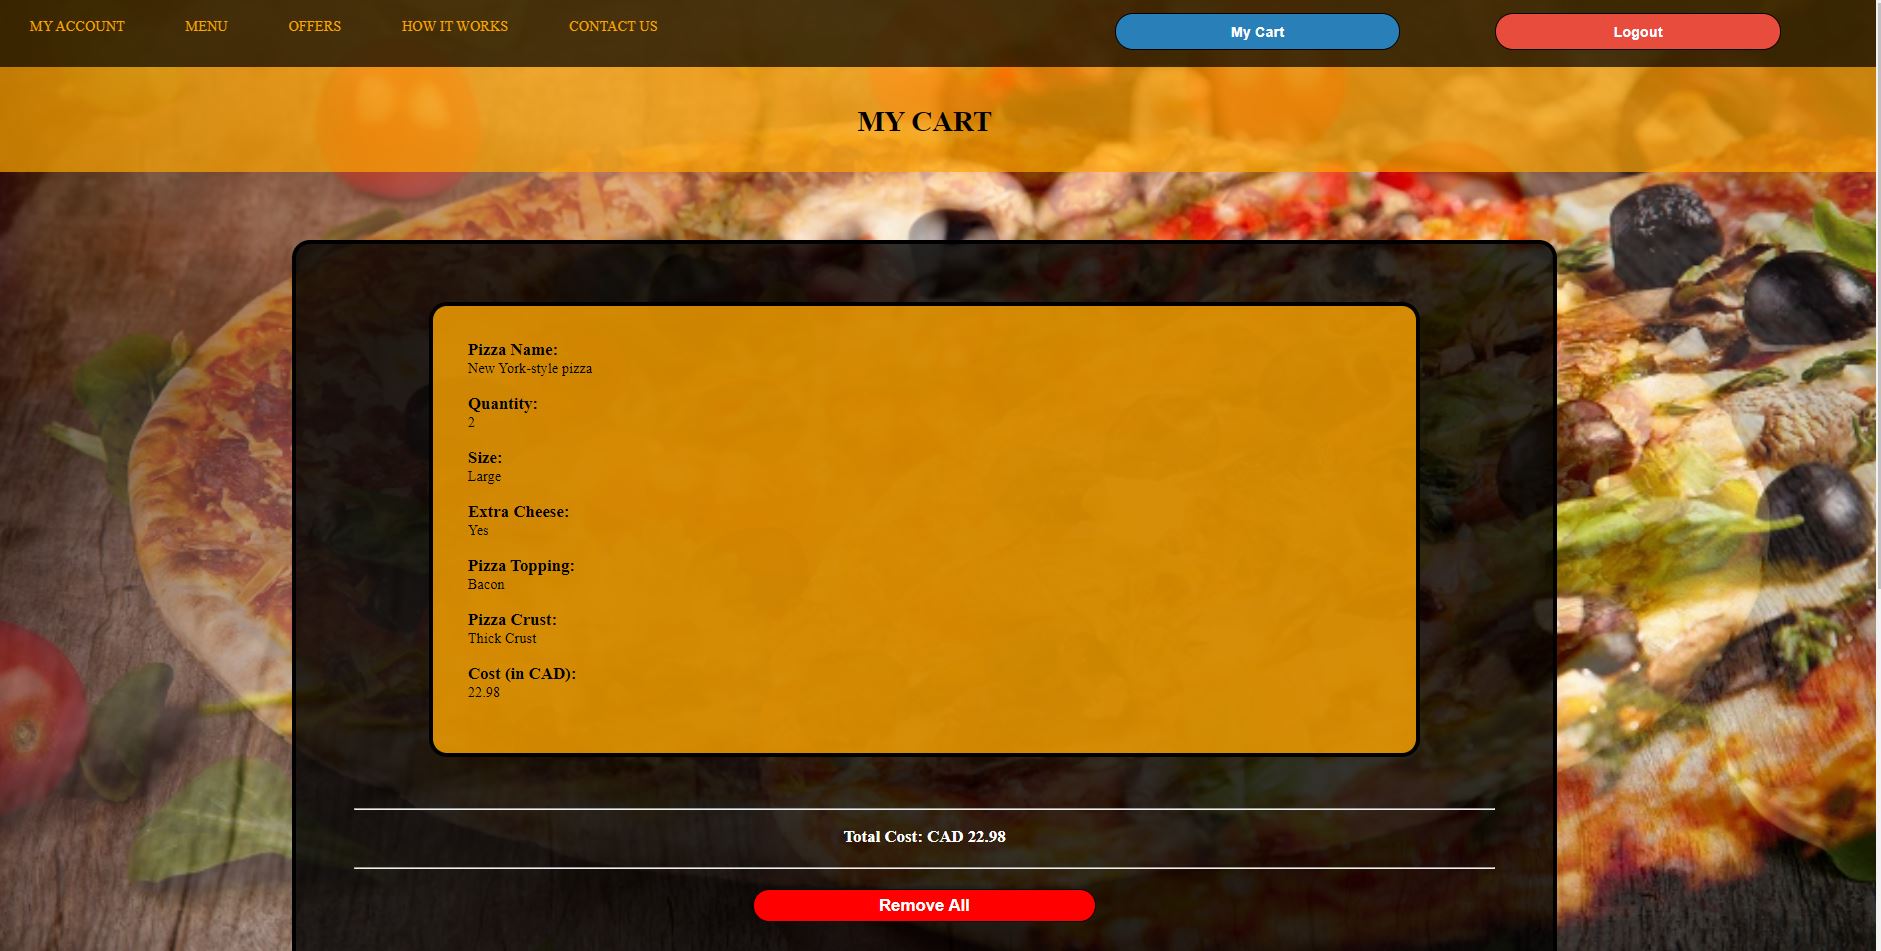 MY ACCOUNT MENU OFFERS HOW IT WORKS CONTACT US My Cart Logout
MY CART
Pizza Name:
New York-style pizza
Quantity:
2
Size:
Large
Extra Cheese:
Yes
Pizza Topping:
Bacon
Pizza Crust:
Thick Crust
Cost (in CAD):
22.98
Total Cost: CAD 22.98
Remove All